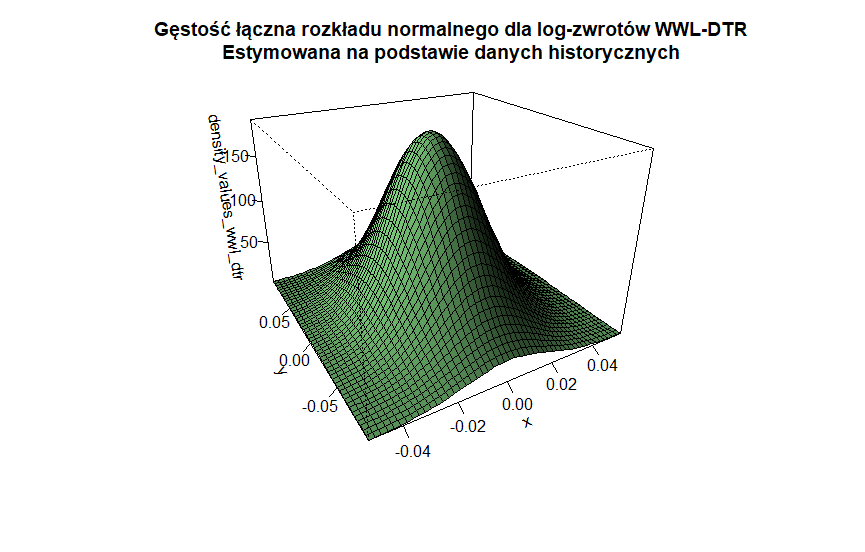 Gęstość łączna rozkładu normalnego dla log-zwrotów WWL-DTR
Estymowana na podstawie danych historycznych
density_values_wwl_dtr
150
100
50
0.05
0.00
-0.05
y
-0.04
-0.02
0.00
0.02
0.04
x